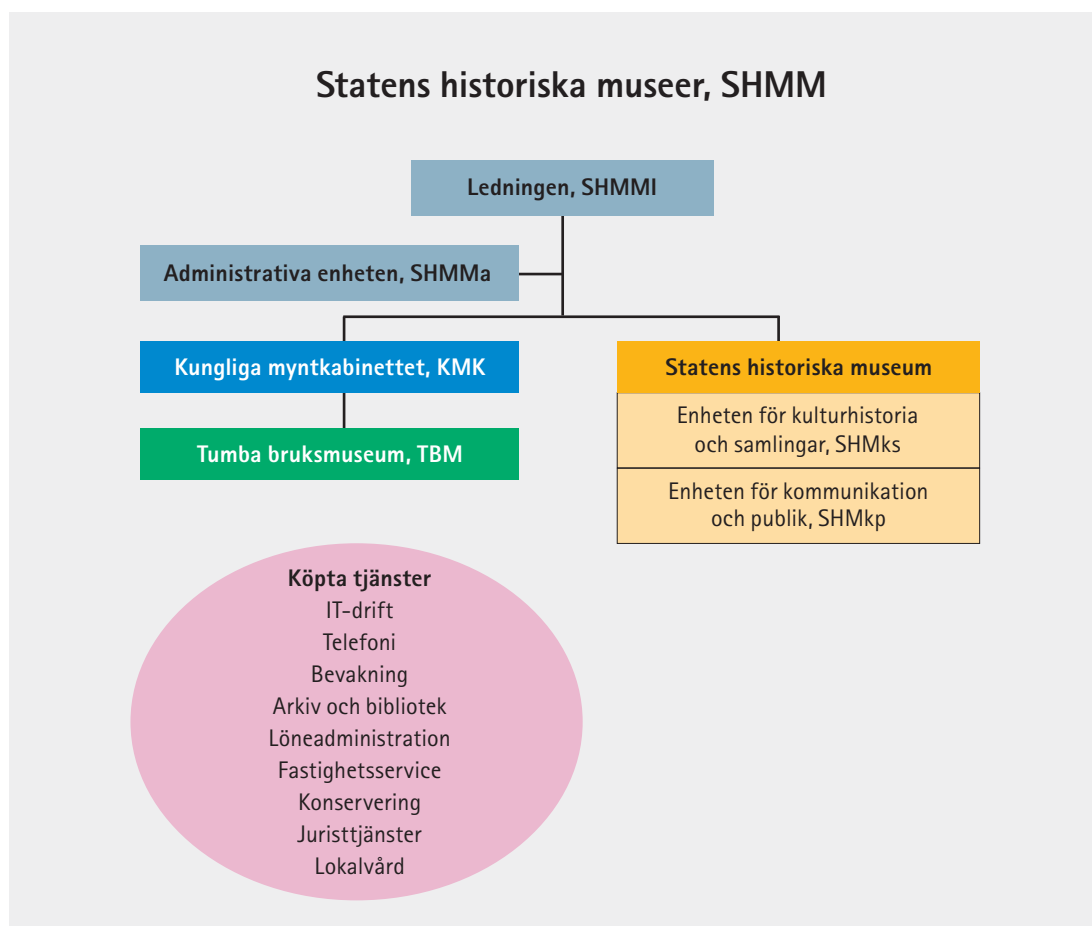 Statens historiska museer, SHMM
Ledningen, SHMMl
Administrativa enheten, SHMMa
Kungliga myntkabinettet, KMK
Tumba bruksmuseum, TBM
Statens historiska museum
Enheten för kulturhistoria
och samlingar, SHMks
Enheten för kommunikation
och publik, SHMkp
Köpta tjänster
IT-drift
Telefoni
Bevakning
Arkiv och bibliotek
Löneadministration
Fastighetsservice
Konservering
Juristtjänster
Lokalvård